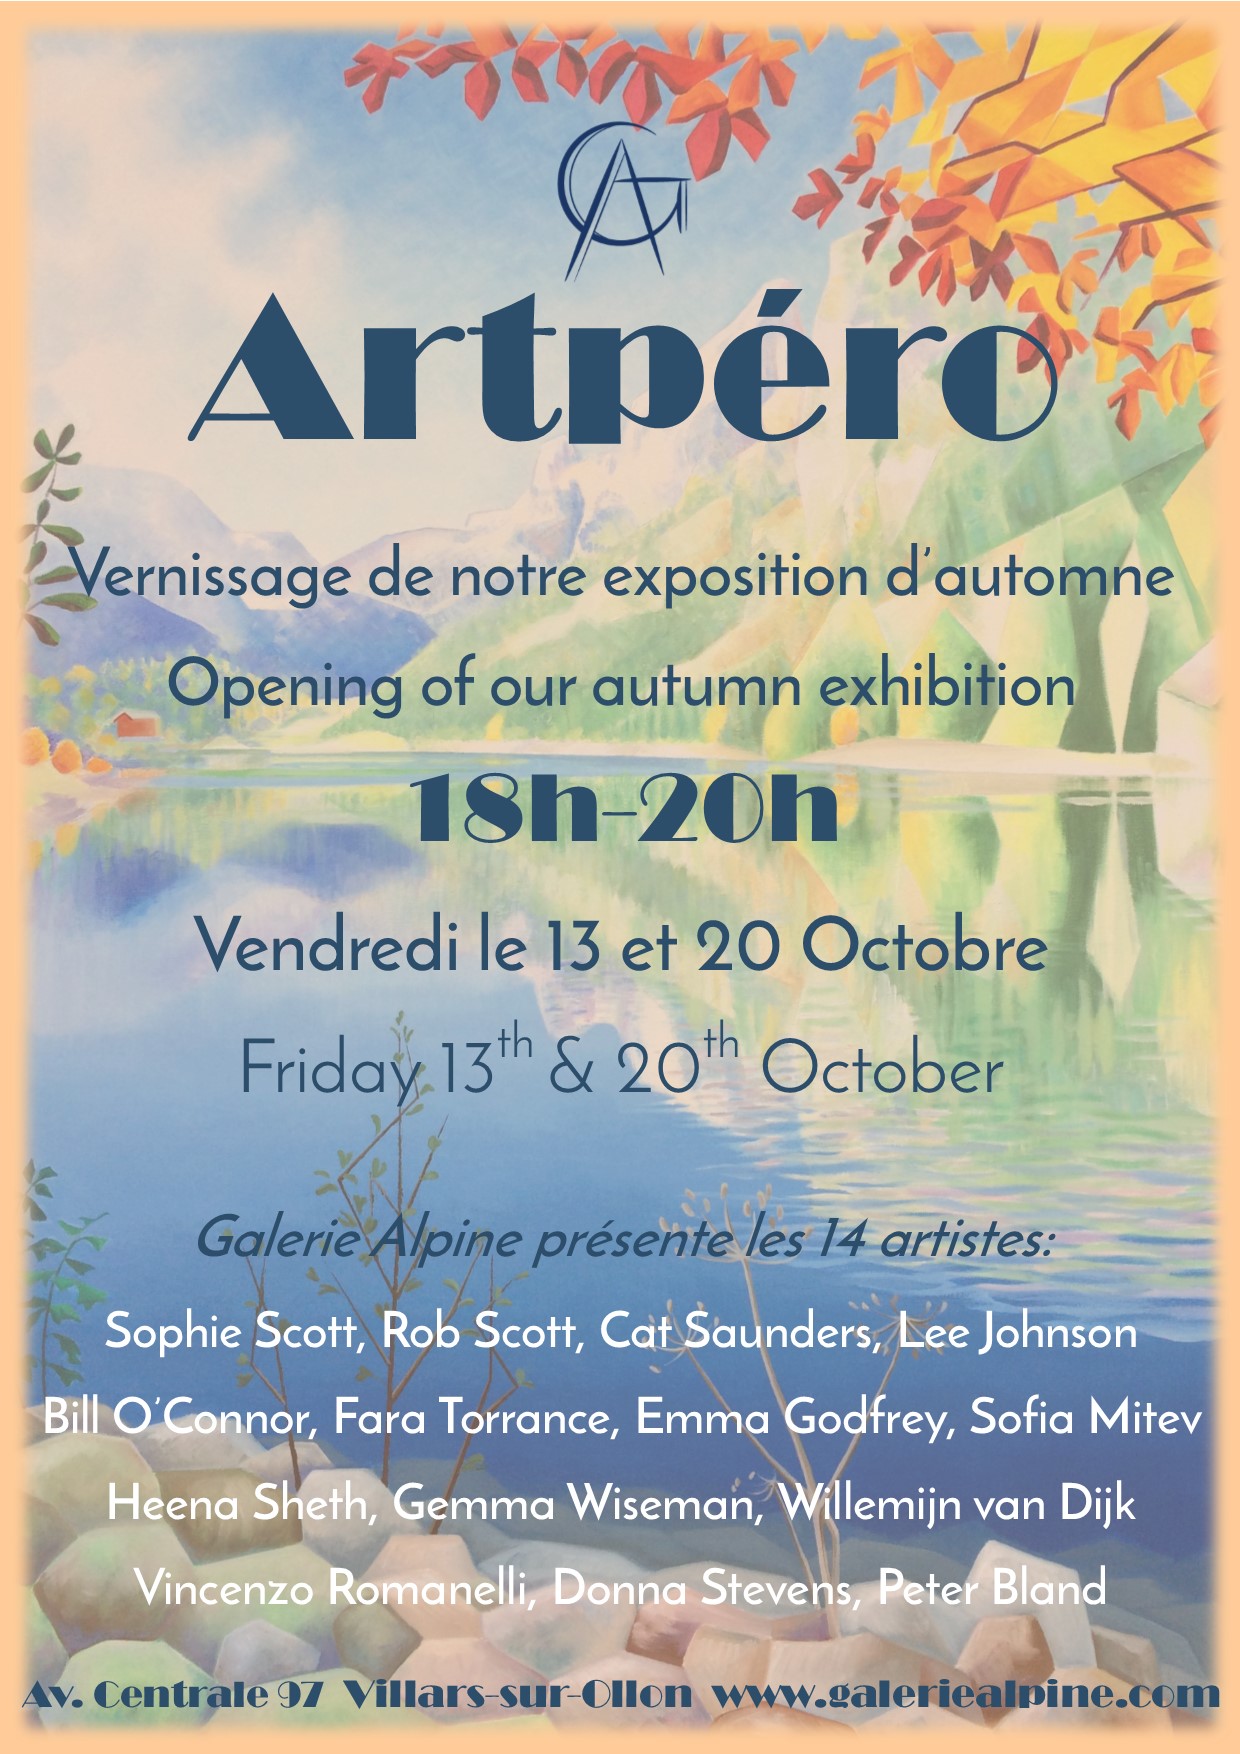 GA
Artpéro
Vernissage de notre exposition d'automne
Opening of our autumn exhibition
18h-20h
Vendredi le 13 et 20 Octobre
Friday 13th & 20th October
Galerie Alpine présente les 14 artistes:
Sophie Scott, Rob Scott, Cat Saunders, Lee Johnson
Bill O'Connor, Fara Torrance, Emma Godfrey, Sofia Mitev
Heena Sheth, Gemma Wiseman, Willemijn van Dijk
Vincenzo Romanelli, Donna Stevens, Peter Bland
Av. Centrale 97 Villars-sur-Ollon www.galeriealpine.com